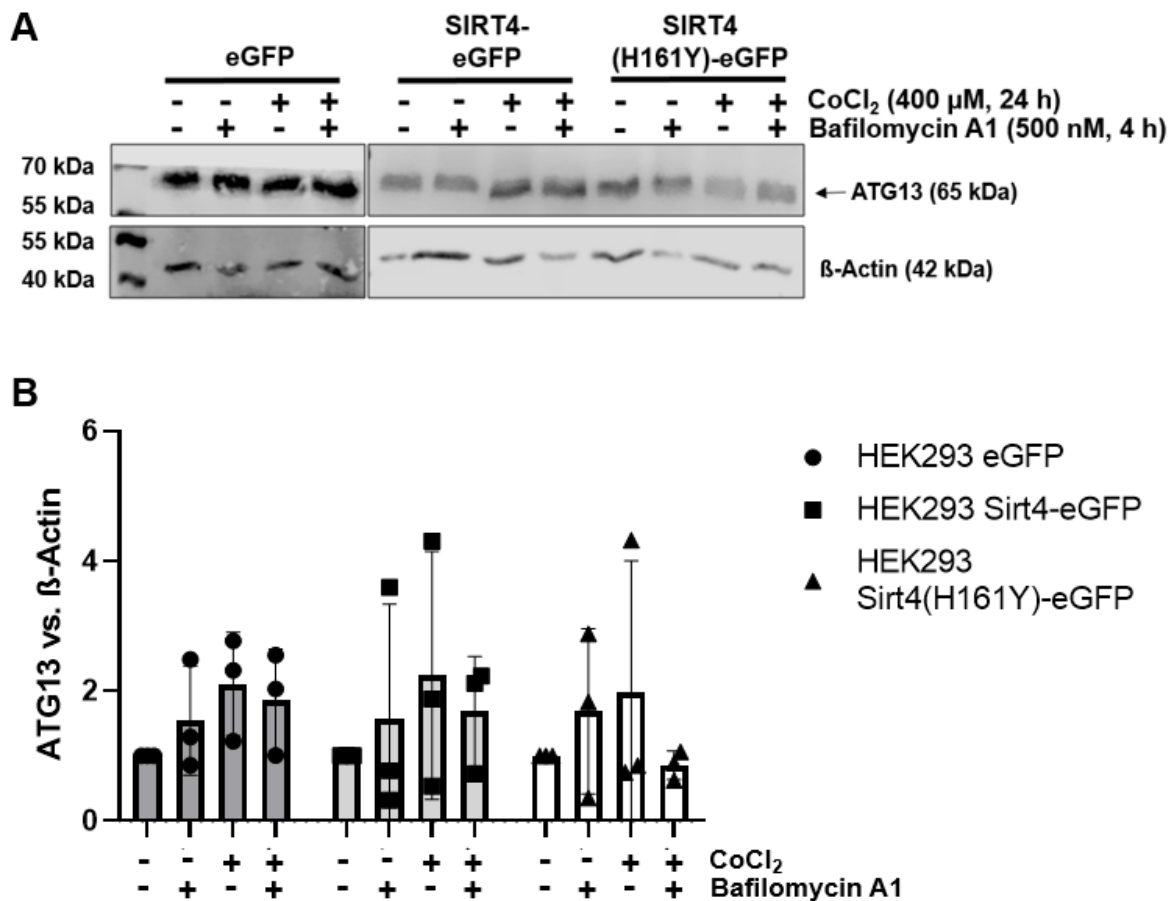 A
eGFP
SIRT4-
eGFP
SIRT4
(H161Y)-eGFP
- - + + - - + + - - + + CoCl₂ (400 µM, 24 h)
- + - + - + - + - + - + Bafilomycin A1 (500 nM, 4 h)
70 kDa
55 kDa
ATG13 (65 kDa)
55 kDa
40 kDa
ß-Actin (42 kDa)
B
ATG13 vs. ß-Actin
6
4
2
0
HEK293 eGFP
HEK293 Sirt4-eGFP
HEK293
Sirt4(H161Y)-eGFP
- - + + - - + + - - + + CoCl₂
- + - + - + - + - + - + Bafilomycin A1